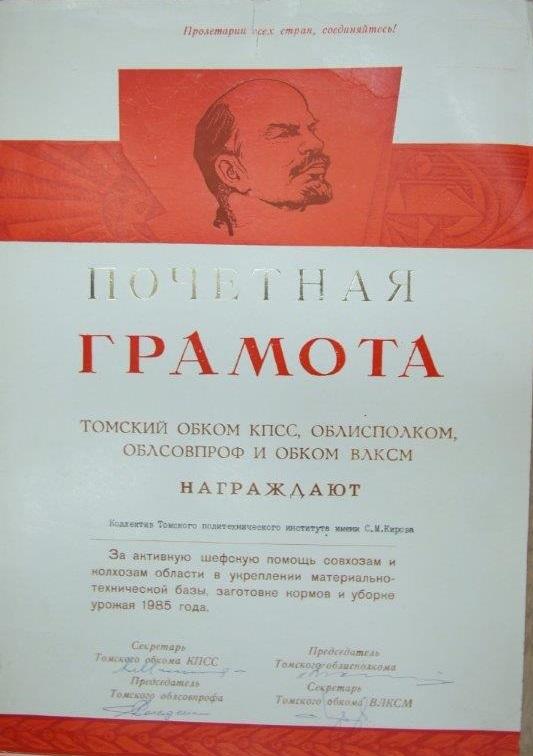 Пролетарии всех стран, соединяйтесь!
ПОЧЕТНАЯ
ГРАМОТА
ТОМСКИЙ ОБКОМ КПСС, ОБЛИСПОЛКОМ,
ОБЛСОВПРОФ И ОБКОМ ВЛКСМ
НАГРАЖДАЮТ
Коллектив Томского политехнического института имени С.М.Кирова
За активную шефскую помощь совхозам и
колхозам области в укреплении материально-
технической базы, заготовке кормов и уборке
урожая 1985 года.
Секретарь
Томского обкома КПСС
Председатель
Томского облисполкома
Председатель
Томского облсовпрофа
Секретарь
Томского обкома ВЛКСМ